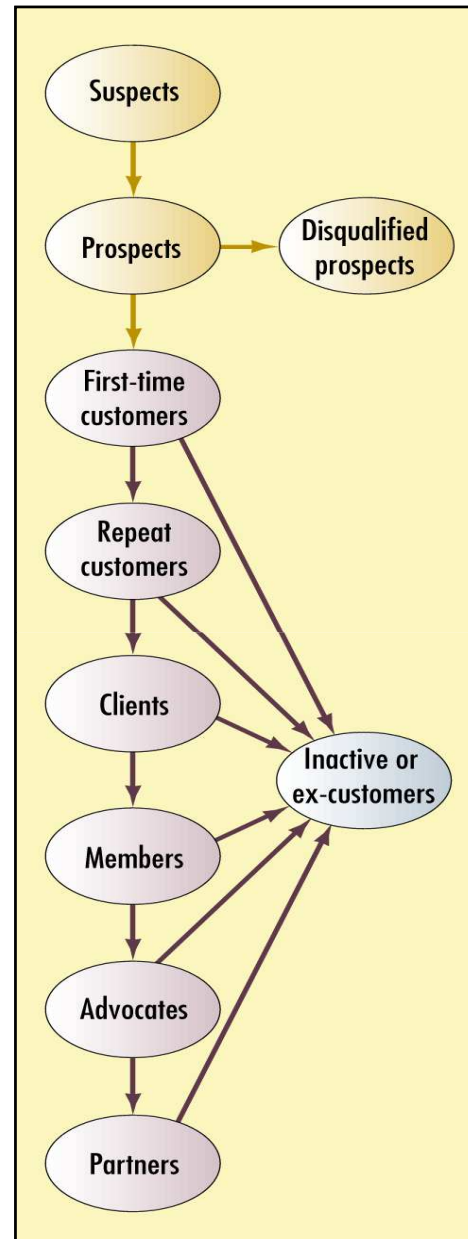 Suspects
Prospects
Disqualified
prospects
First-time
customers
Repeat
customers
Clients
Inactive or
ex-customers
Members
Advocates
Partners